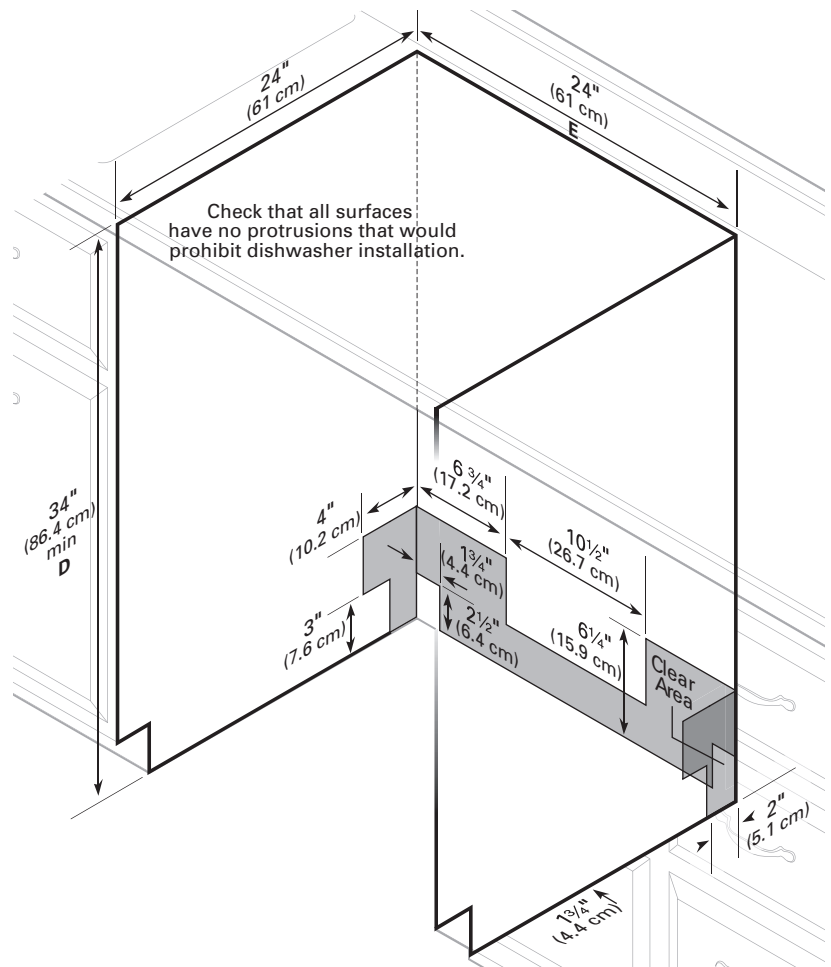 24"
(61 cm)
24"
(61 cm)
E
Check that all surfaces
have no protrusions that would
prohibit dishwasher installation.
34"
(86.4 cm)
min
D
4"
(10.2 cm)
6 3/4"
(17.2 cm)
1 3/4"
(4.4 cm)
10 1/2"
(26.7 cm)
3"
(7.6 cm)
2 1/2"
(6.4 cm)
6 1/4"
(15.9 cm)
Clear
Area
2"
(5.1 cm)
1 3/4"
(4.4 cm)